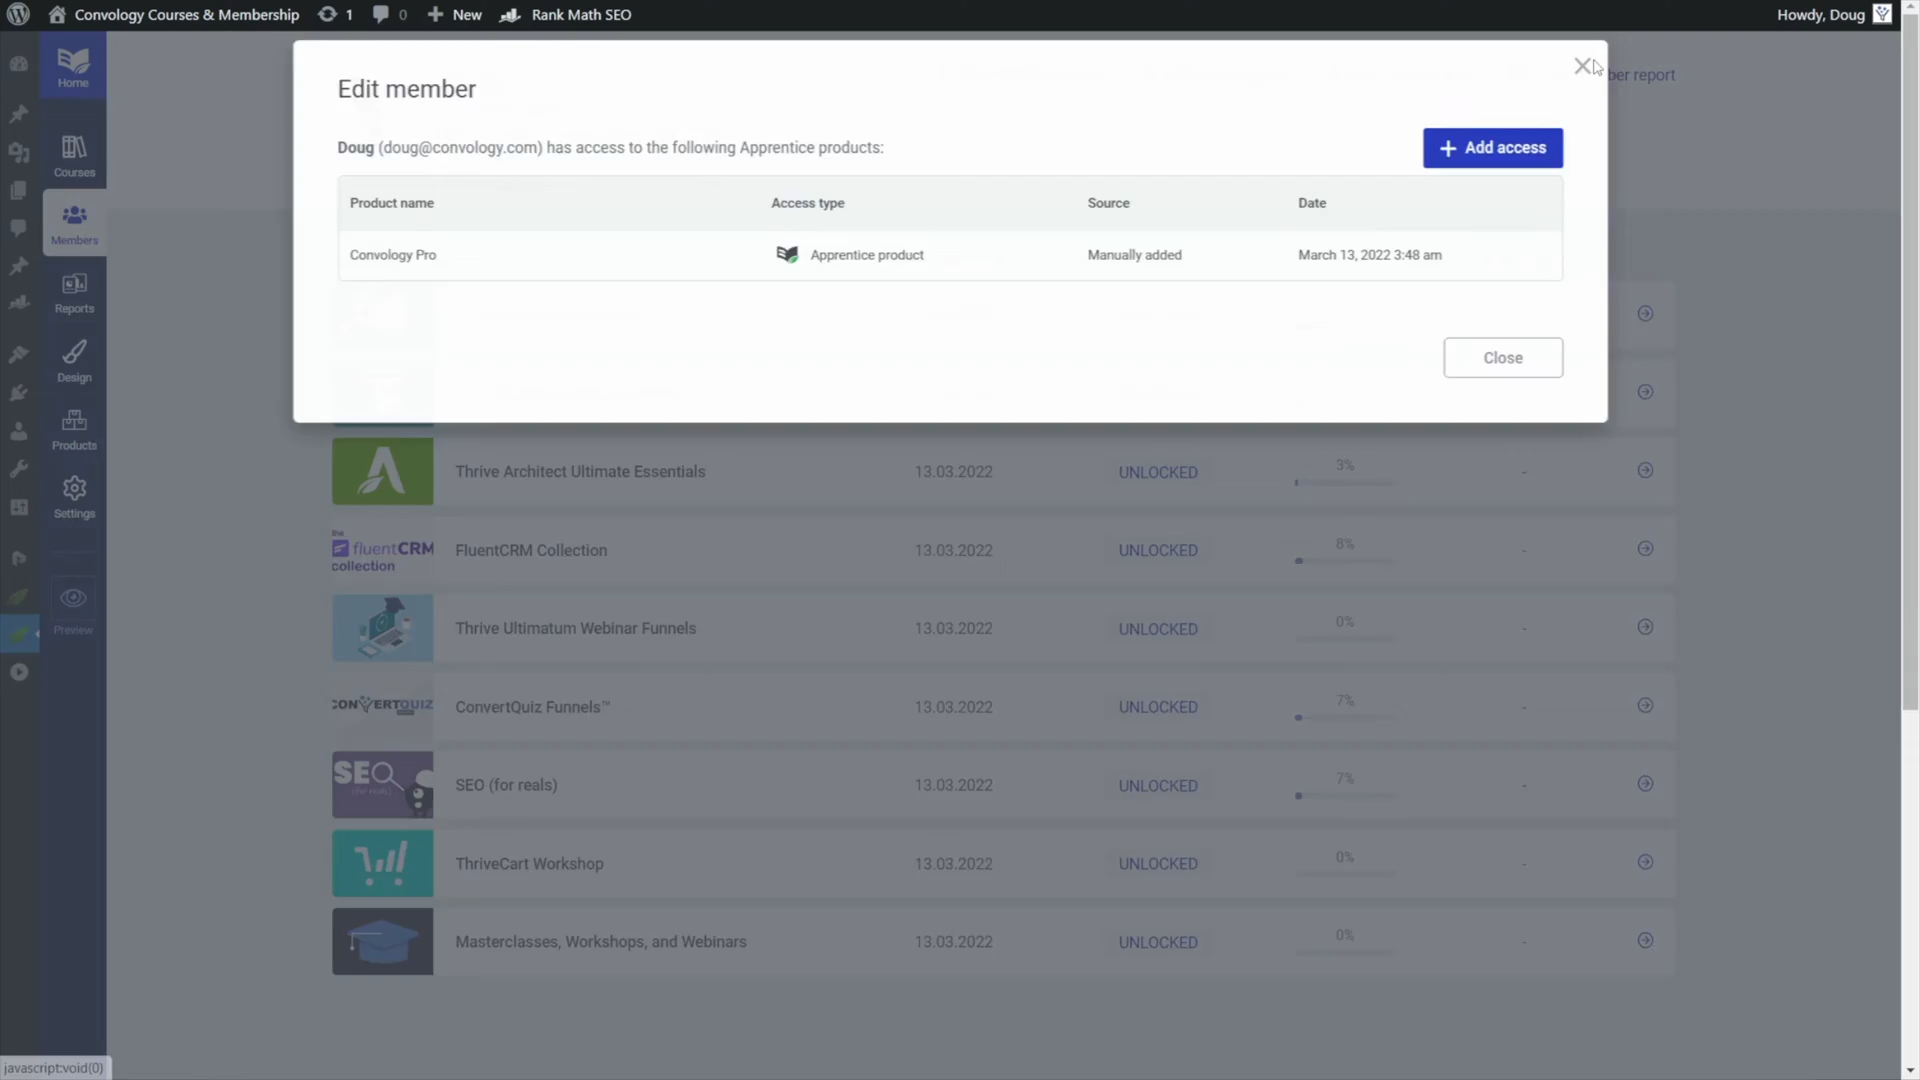 Convology Courses & Membership 1 0 New Rank Math SEO Howdy, Doug
Home
Courses
Members
Reports
Design
Products
Settings
Preview
ber report
Edit member
Doug (doug@convology.com) has access to the following Apprentice products:
Add access
Product name Access type Source Date
Convology Pro Apprentice product Manually added March 13, 2022 3:48 am
Close
Thrive Architect Ultimate Essentials 13.03.2022 UNLOCKED 3% -
the fluentCRM collection FluentCRM Collection 13.03.2022 UNLOCKED 8% -
Thrive Ultimatum Webinar Funnels 13.03.2022 UNLOCKED 0% -
CONVERTQUIZ ConvertQuiz Funnels™ 13.03.2022 UNLOCKED 7% -
SEO (for reals) SEO (for reals) 13.03.2022 UNLOCKED 7% -
ThriveCart Workshop 13.03.2022 UNLOCKED 0% -
Masterclasses, Workshops, and Webinars 13.03.2022 UNLOCKED 0% -
javascript:void(0)